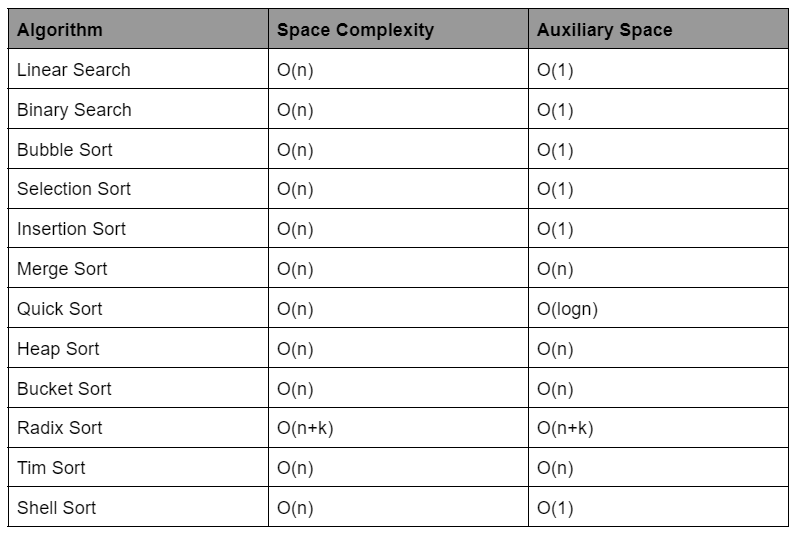 Algorithm Space Complexity Auxiliary Space
Linear Search O(n) O(1)
Binary Search O(n) O(1)
Bubble Sort O(n) O(1)
Selection Sort O(n) O(1)
Insertion Sort O(n) O(1)
Merge Sort O(n) O(n)
Quick Sort O(n) O(logn)
Heap Sort O(n) O(n)
Bucket Sort O(n) O(n)
Radix Sort O(n+k) O(n+k)
Tim Sort O(n) O(n)
Shell Sort O(n) O(1)